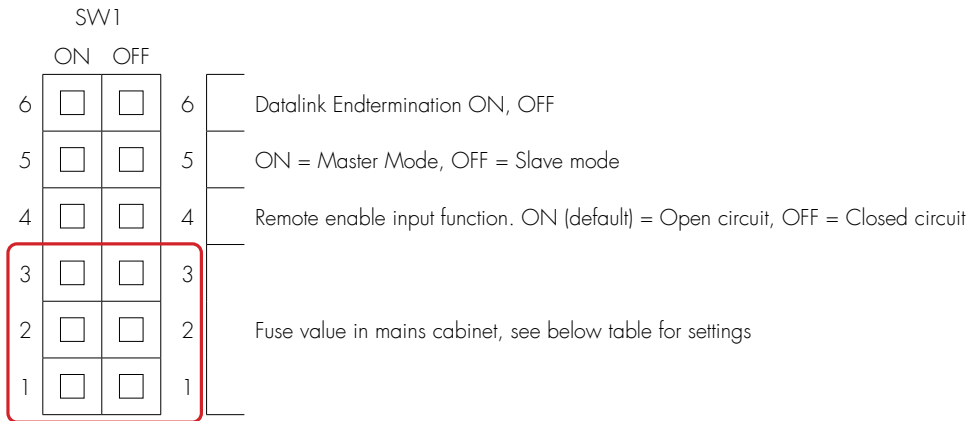 SW1
ON OFF
6 6 Datalink Endtermination ON, OFF
5 5 ON = Master Mode, OFF = Slave mode
4 4 Remote enable input function. ON (default) = Open circuit, OFF = Closed circuit
3 3
2 2 Fuse value in mains cabinet, see below table for settings
1 1